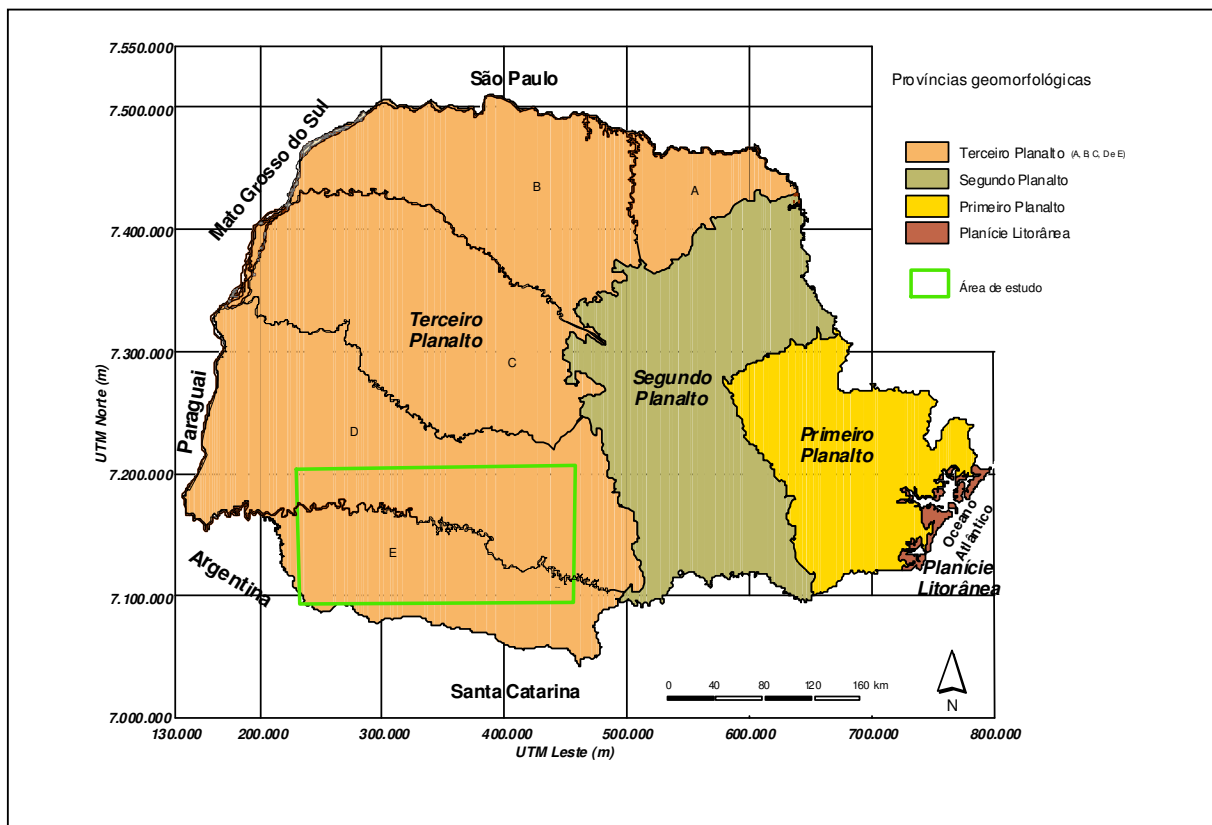 7.550.000
São Paulo
Províncias geomorfológicas
7.500.000
Mato Grosso do Sul
Terceiro Planalto (A, B, C, D e E)
B
A
Segundo Planalto
Primeiro Planalto
7.400.000
Planície Litorânea
Área de estudo
Terceiro
Planalto
7.300.000
C
Segundo
Planalto
Paraguai
UTM Norte (m)
D
Primeiro
Planalto
7.200.000
Oceano
Atlântico
E
Argentina
Planície
Litorânea
7.100.000
Santa Catarina
0 40 80 120 160 km
N
7.000.000
130.000 200.000 300.000 400.000 500.000 600.000 700.000 800.000
UTM Leste (m)